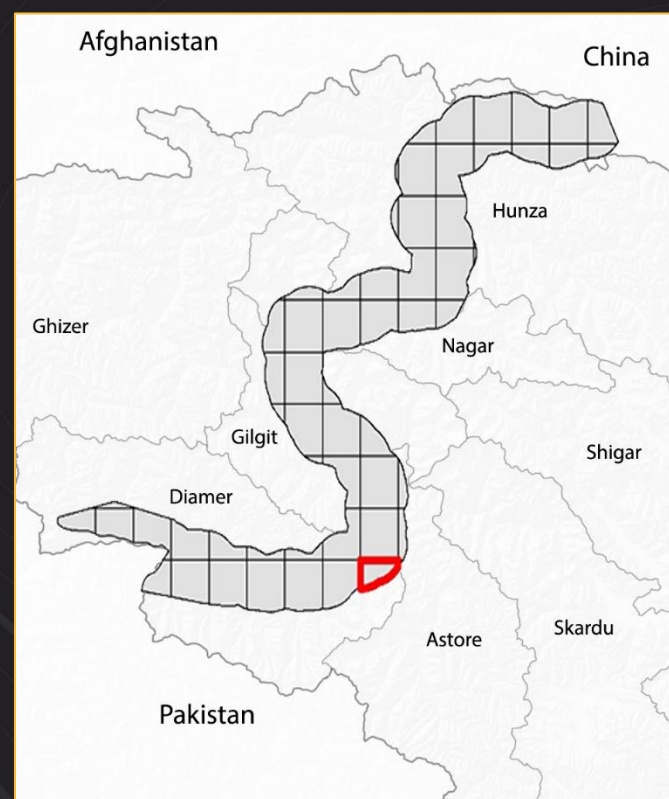 Afghanistan
China
Hunza
Ghizer
Nagar
Gilgit
Shigar
Diamer
Skardu
Astore
Pakistan